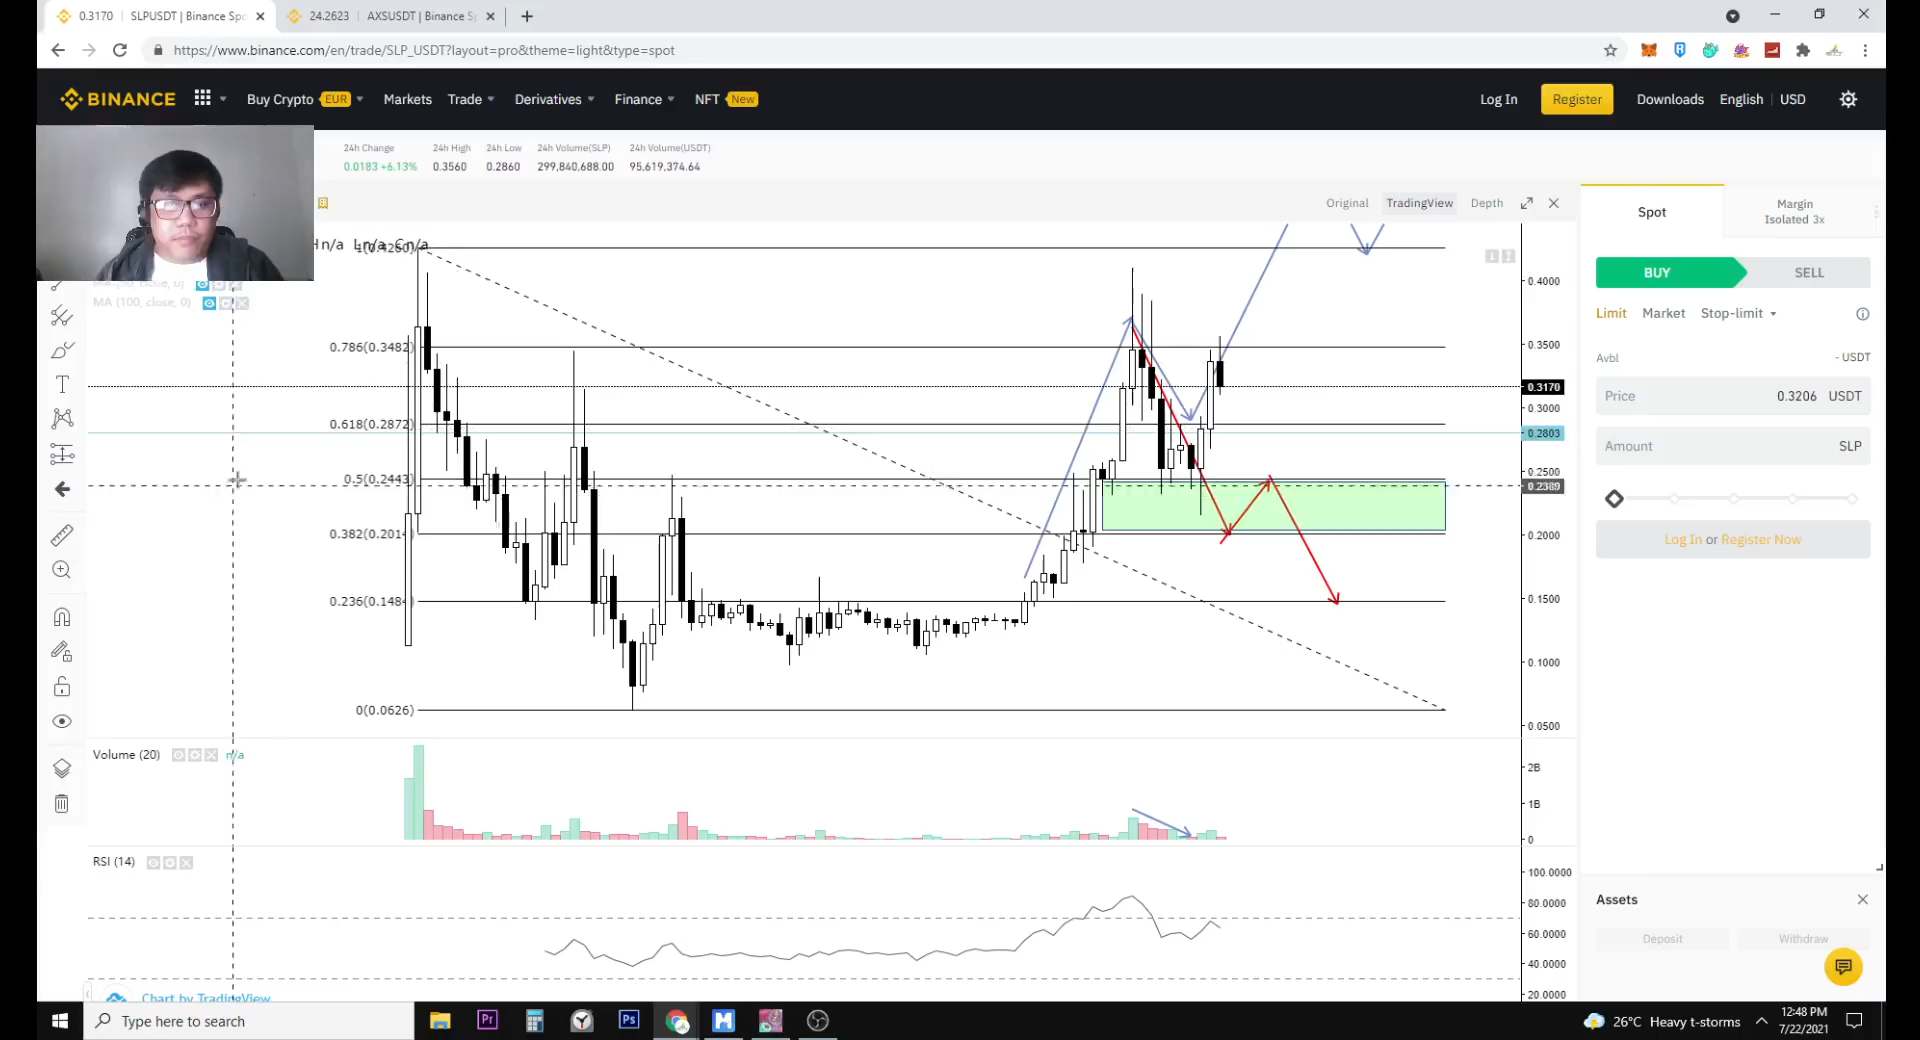 0.3170 SLPUSDT | Binance Spo
24.2623 AXSUSDT | Binance S
https://www.binance.com/en/trade/SLP_USDT?layout=pro&theme=light&type=spot
BINANCE
Buy Crypto EUR
Markets
Trade
Derivatives
Finance
NFT New
Log In
Register
Downloads
English
USD
24h Change
24h High
24h Low
24h Volume(SLP)
24h Volume(USDT)
0.0183 +6.13%
0.3560
0.2860
299,840,688.00
95,619,374.64
Original
TradingView
Depth
Hn/a Ln/a Cn/a
MA (100, close, 0)
0.786(0.3482)
0.618(0.2872)
0.5(0.2443)
0.382(0.2014)
0.236(0.1484)
0(0.0626)
0.4000
0.3500
0.3170
0.3000
0.2803
0.2500
0.2389
0.2000
0.1500
0.1000
0.0500
Volume (20)
n/a
2B
1B
0
RSI (14)
100.0000
80.0000
60.0000
40.0000
20.0000
Chart by TradingView
Spot
Margin
Isolated 3x
BUY
SELL
Limit
Market
Stop-limit
Avbl
- USDT
Price
0.3206 USDT
Amount
SLP
Log In or Register Now
Assets
Deposit
Withdraw
Type here to search
Pr
Ps
26°C Heavy t-storms
12:48 PM
7/22/2021